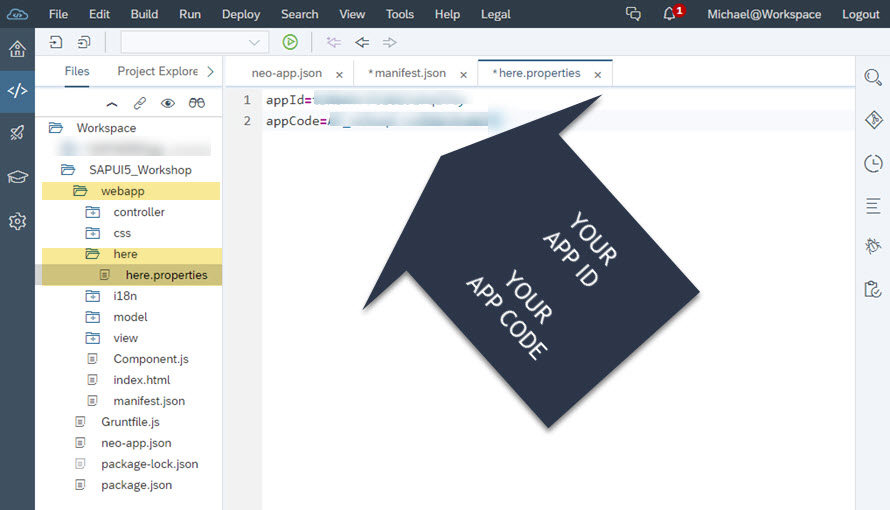 File Edit Build Run Deploy Search View Tools Help Legal 1 Michael@Workspace Logout
Files Project Explore
neo-app.json × *manifest.json × *here.properties ×
1 appId=
2 appCode=
Workspace
SAPUI5_Workshop
webapp
controller
css
here
here.properties
i18n
model
view
Component.js
index.html
manifest.json
Gruntfile.js
neo-app.json
package-lock.json
package.json
YOUR
APP ID
YOUR
APP CODE